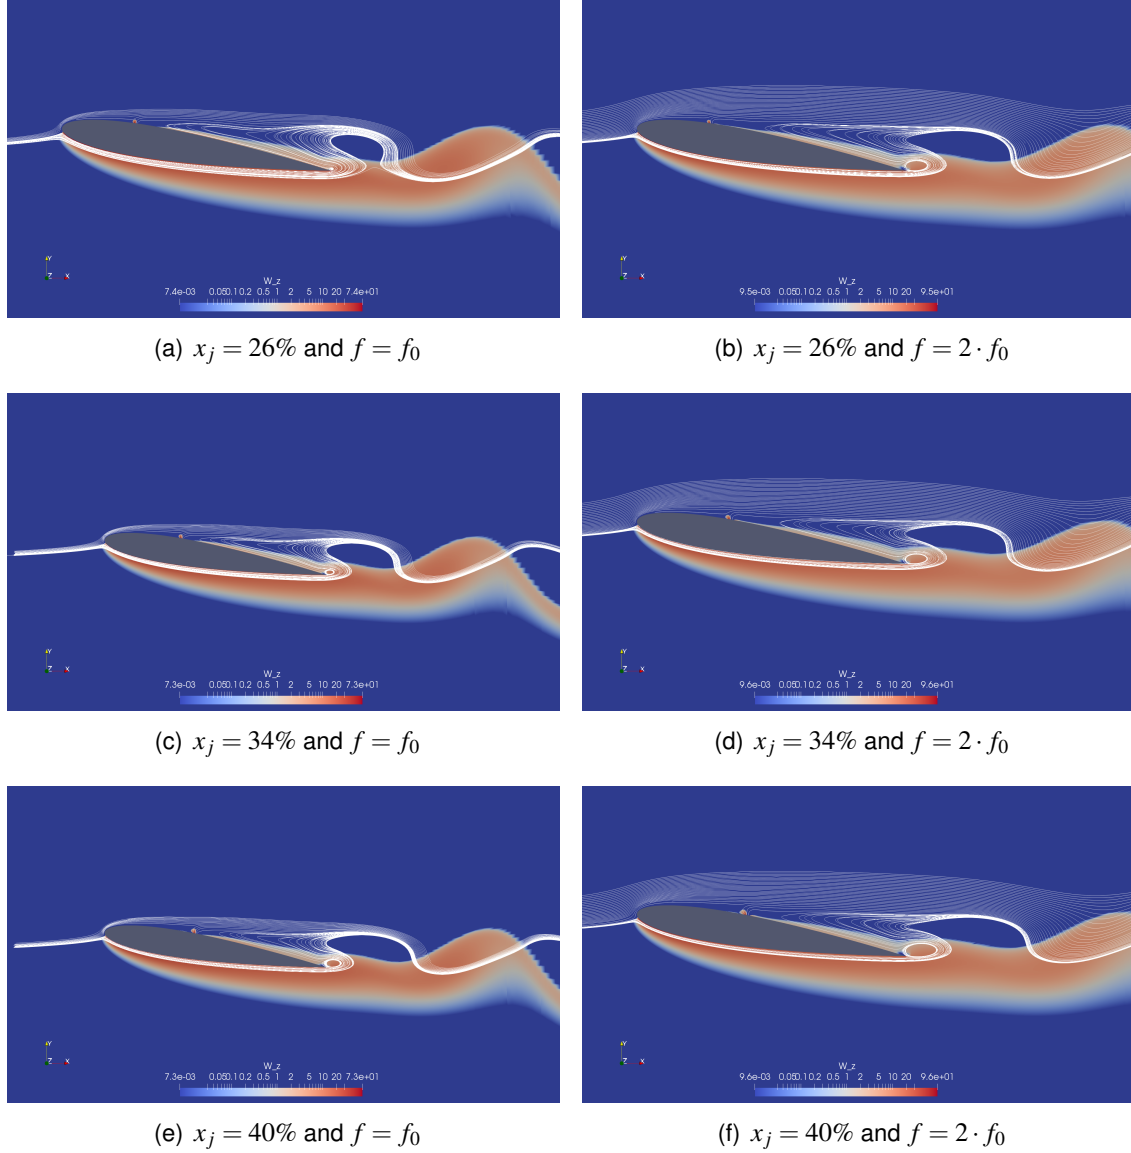 W_z W_z
7.4e-03 0.05 0.1 0.2 0.5 1 2 5 10 20 7.4e+01 9.5e-03 0.05 0.1 0.2 0.5 1 2 5 10 20 9.5e+01
Y Z X Y Z X
(a) x_j = 26% and f = f_0 (b) x_j = 26% and f = 2 · f_0
W_z W_z
7.3e-03 0.05 0.1 0.2 0.5 1 2 5 10 20 7.3e+01 9.6e-03 0.05 0.1 0.2 0.5 1 2 5 10 20 9.6e+01
Y Z X Y Z X
(c) x_j = 34% and f = f_0 (d) x_j = 34% and f = 2 · f_0
W_z W_z
7.3e-03 0.05 0.1 0.2 0.5 1 2 5 10 20 7.3e+01 9.6e-03 0.05 0.1 0.2 0.5 1 2 5 10 20 9.6e+01
Y Z X Y Z X
(e) x_j = 40% and f = f_0 (f) x_j = 40% and f = 2 · f_0